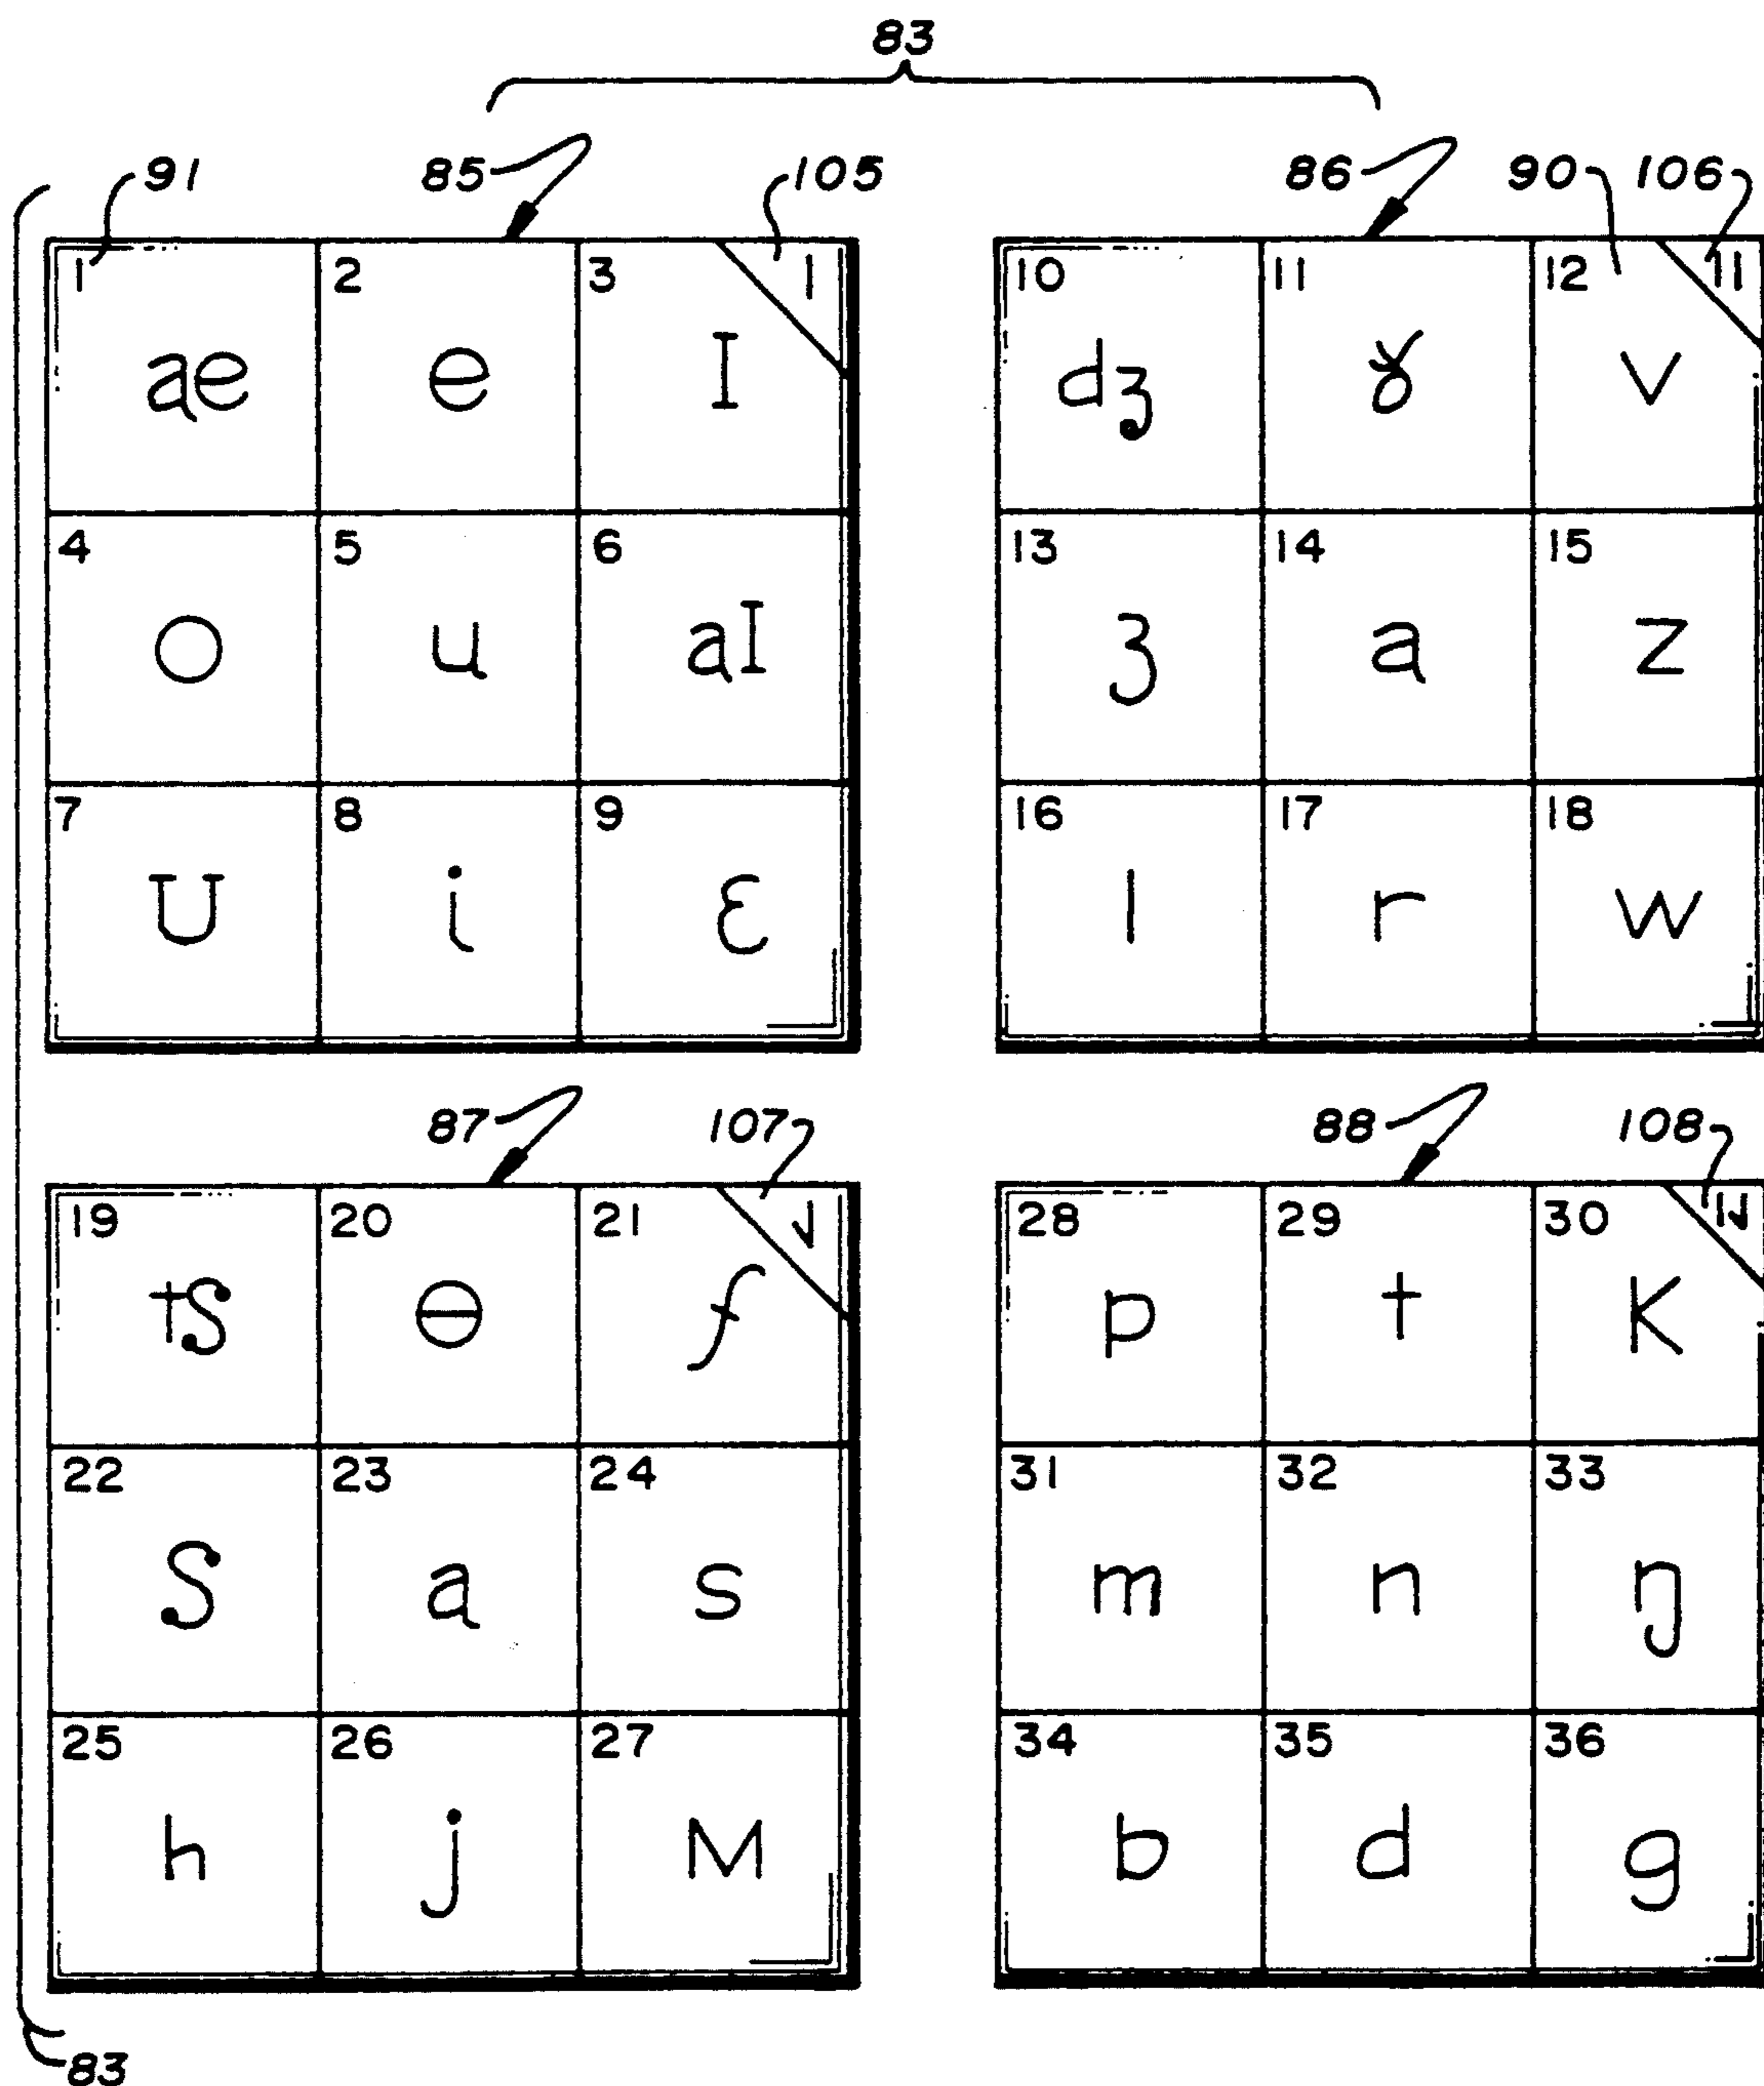 83
91 85 105 86 90 106
1 2 3 1 10 11 12 11
æ e I dʒ ɤ v
4 5 6 13 14 15
o u aI ʒ a z
7 8 9 16 17 18
U i ɛ l r w
87 107 88 108
19 20 21 28 29 30
tS θ f p t K
22 23 24 31 32 33
S a s m n ŋ
25 26 27 34 35 36
h j M b d g
83